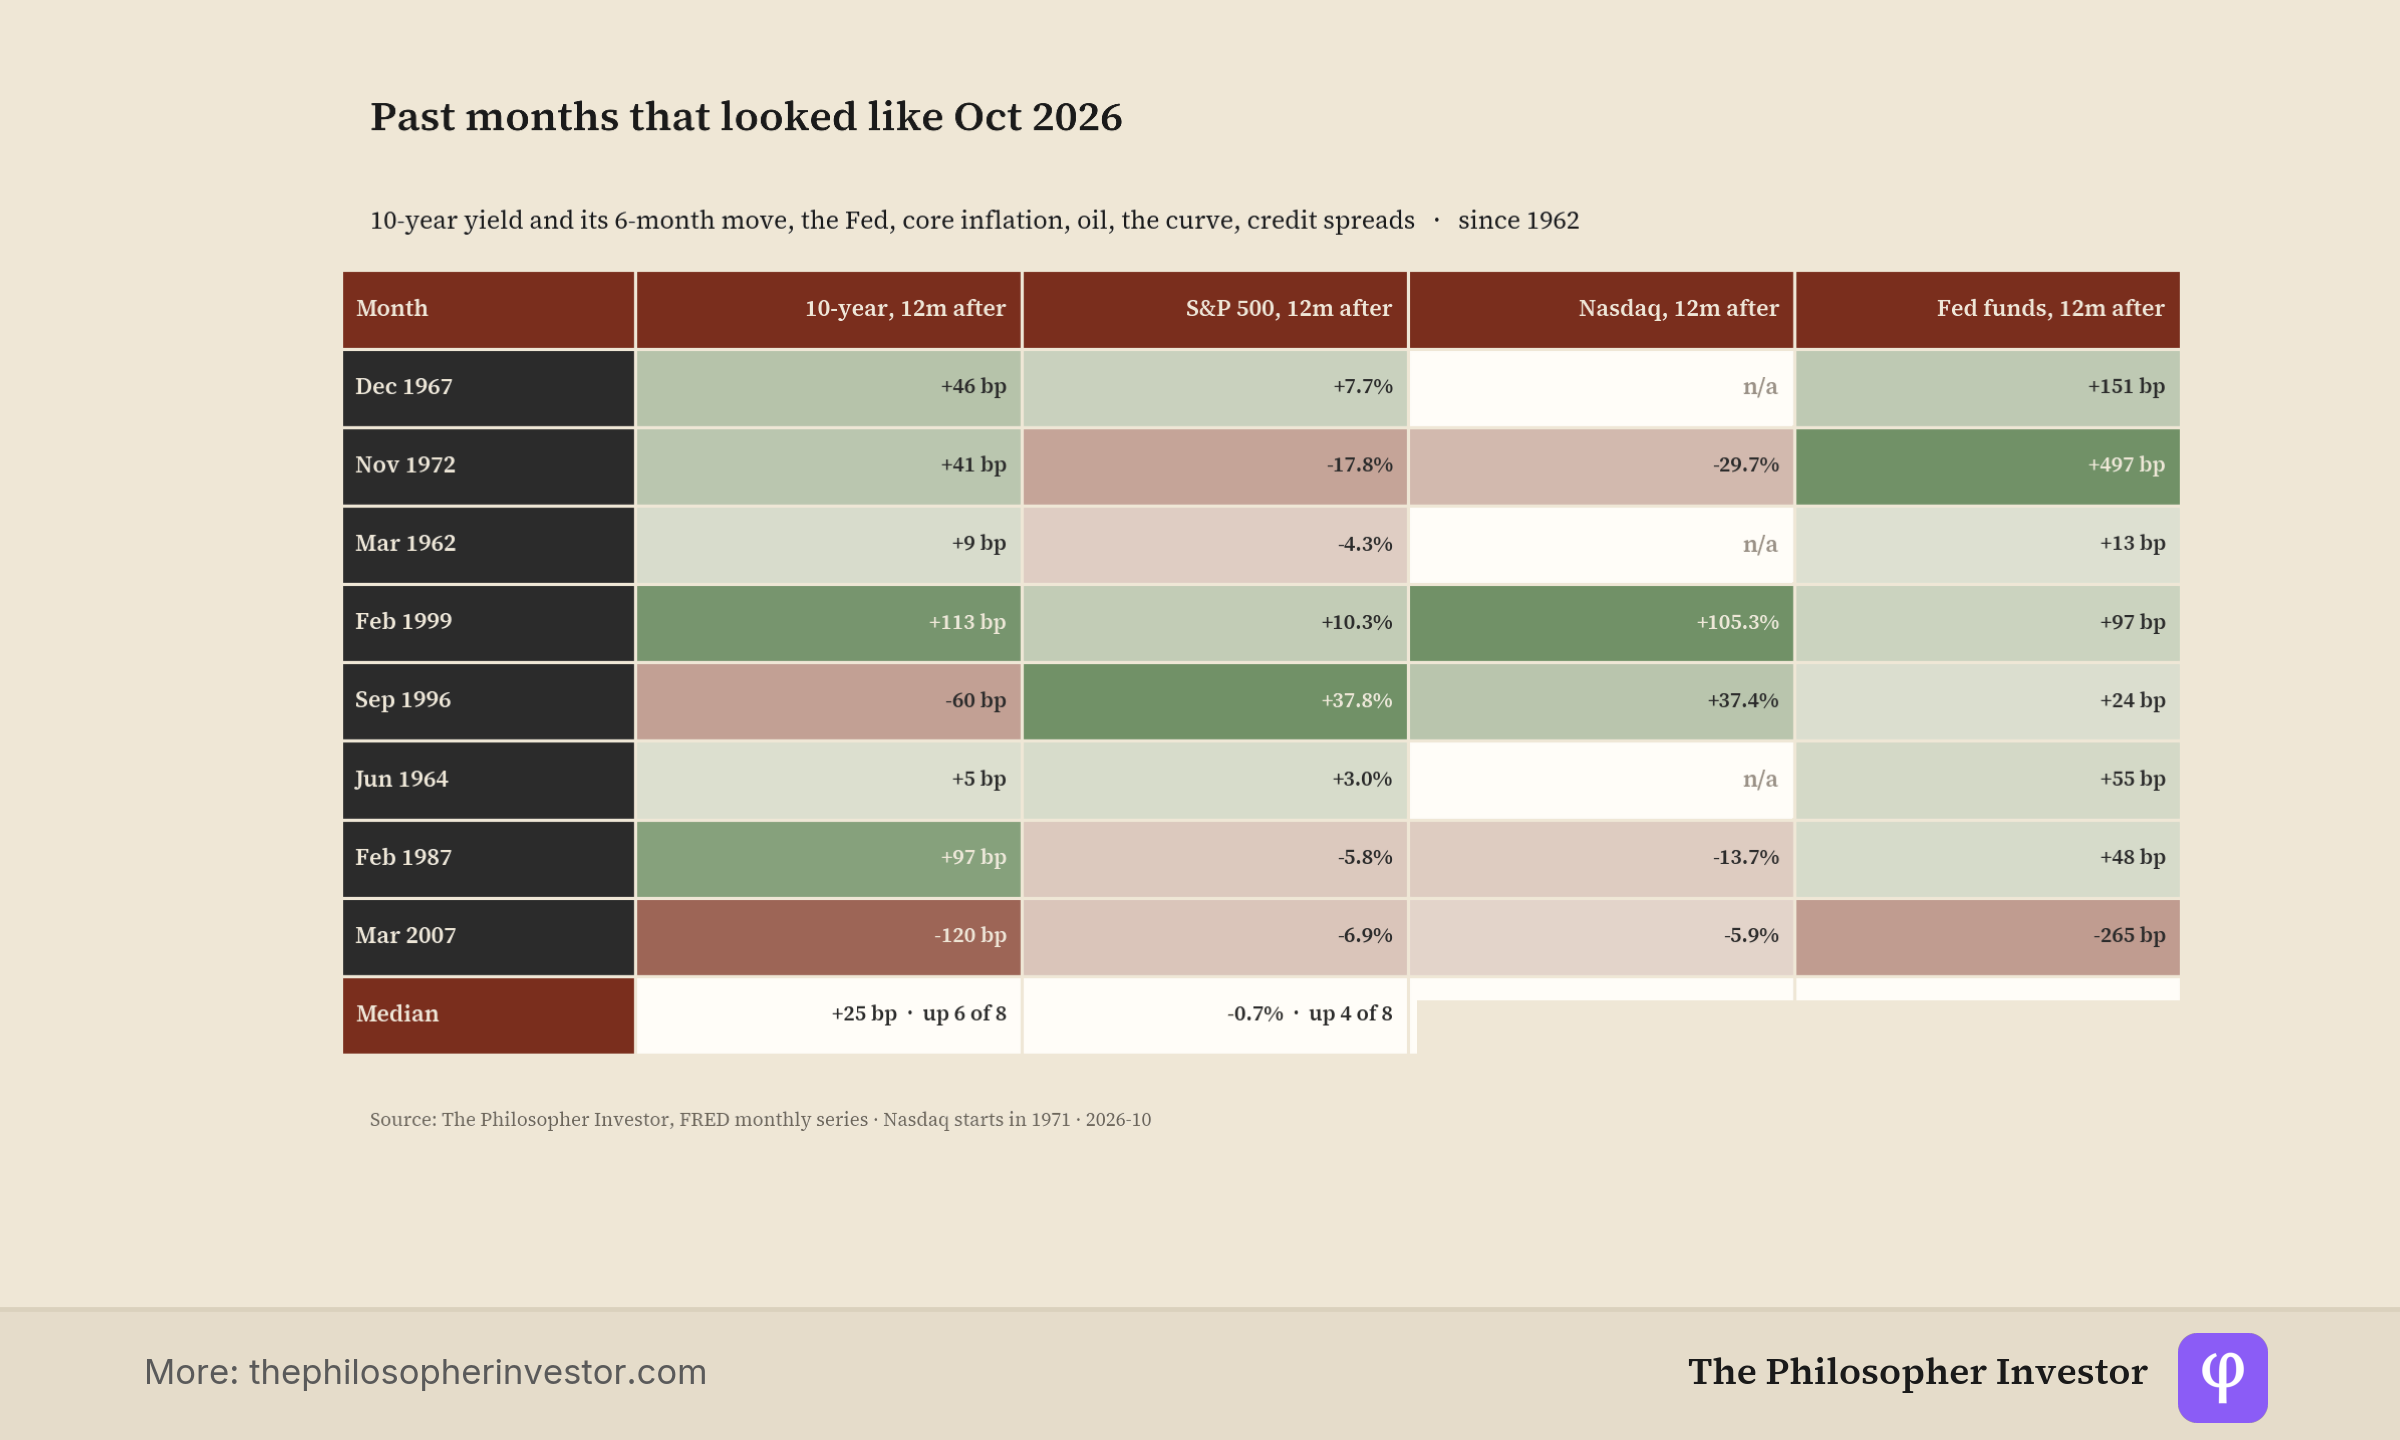 Past months that looked like Oct 2026
10-year yield and its 6-month move, the Fed, core inflation, oil, the curve, credit spreads · since 1962
Month 10-year, 12m after S&P 500, 12m after Nasdaq, 12m after Fed funds, 12m after
Dec 1967 +46 bp +7.7% n/a +151 bp
Nov 1972 +41 bp -17.8% -29.7% +497 bp
Mar 1962 +9 bp -4.3% n/a +13 bp
Feb 1999 +113 bp +10.3% +105.3% +97 bp
Sep 1996 -60 bp +37.8% +37.4% +24 bp
Jun 1964 +5 bp +3.0% n/a +55 bp
Feb 1987 +97 bp -5.8% -13.7% +48 bp
Mar 2007 -120 bp -6.9% -5.9% -265 bp
Median +25 bp · up 6 of 8 -0.7% · up 4 of 8
Source: The Philosopher Investor, FRED monthly series · Nasdaq starts in 1971 · 2026-10
More: thephilosopherinvestor.com
The Philosopher Investor φ